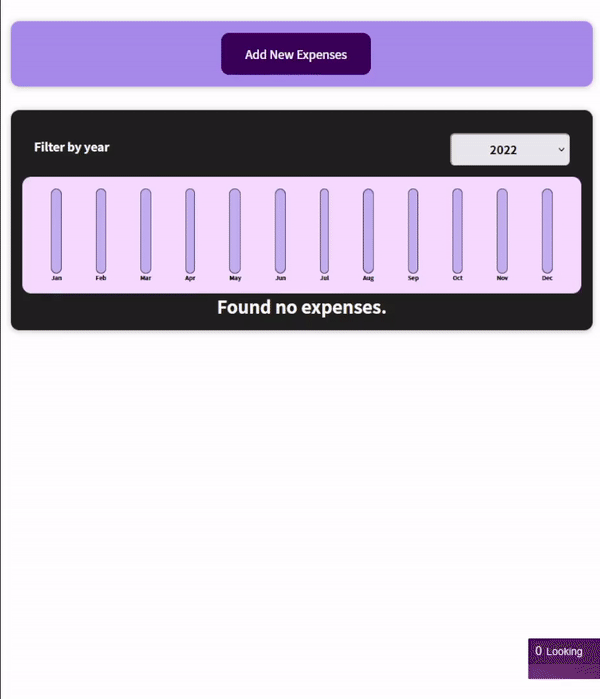 Add New Expenses
Filter by year
2022
Jan Feb Mar Apr May Jun Jul Aug Sep Oct Nov Dec
Found no expenses.
0 Looking